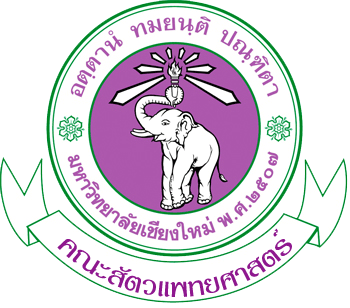 อตฺตานํ ทมยนฺติ ปณฺฑิตา
มหาวิทยาลัยเชียงใหม่ พ.ศ.๒๕๐๗
คณะสัตวแพทยศาสตร์